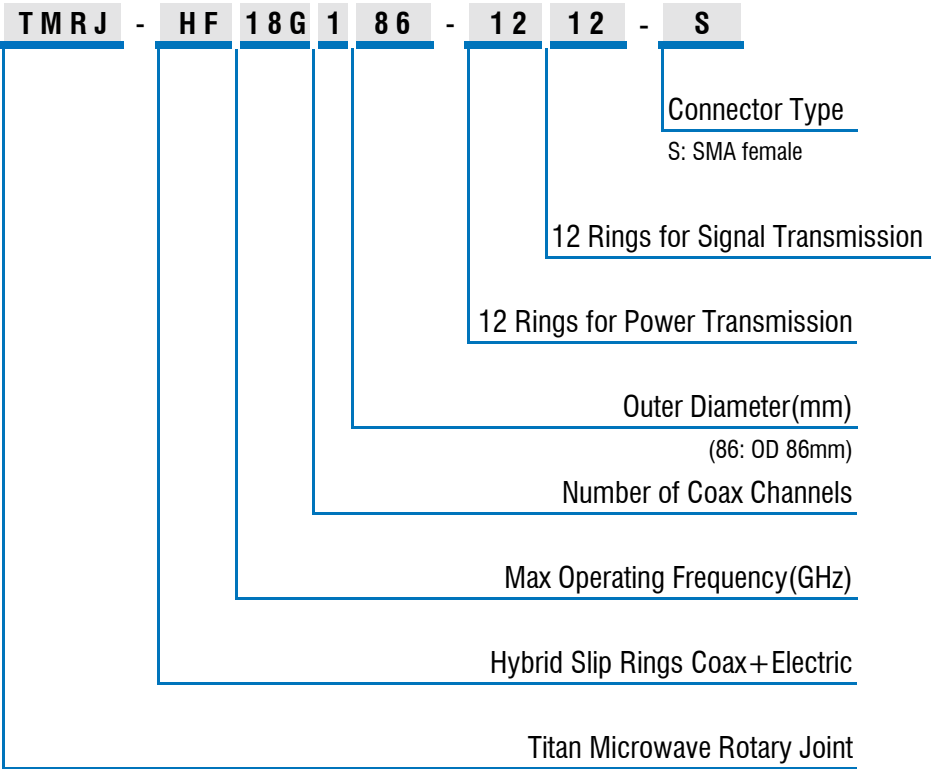 TMRJ - HF 18G 1 86 - 12 12 - S
Connector Type
S: SMA female
12 Rings for Signal Transmission
12 Rings for Power Transmission
Outer Diameter(mm)
(86: OD 86mm)
Number of Coax Channels
Max Operating Frequency(GHz)
Hybrid Slip Rings Coax+Electric
Titan Microwave Rotary Joint